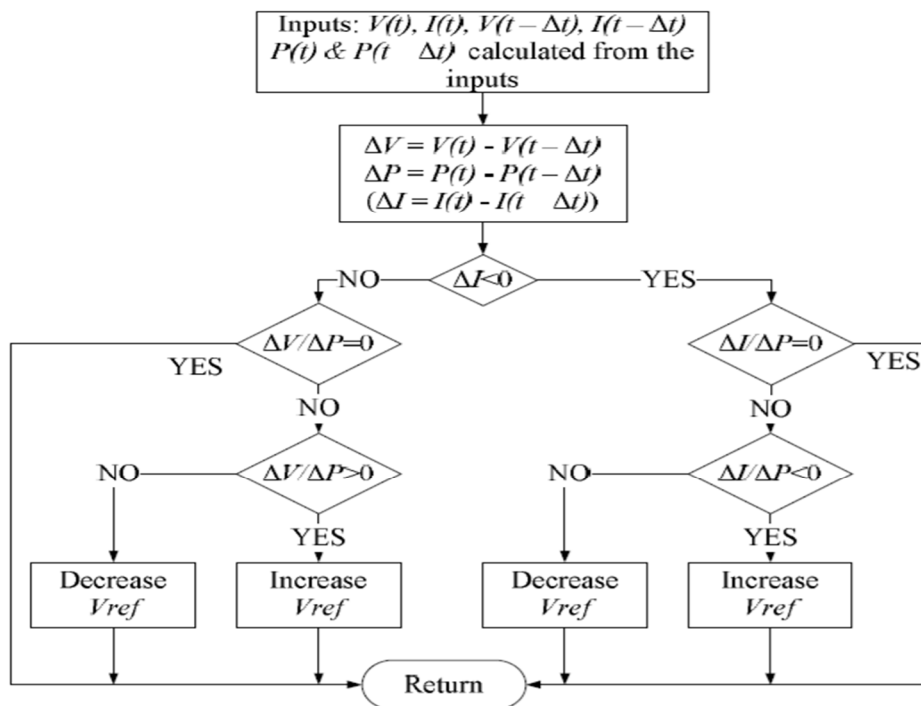 Inputs: V(t), I(t), V(t – Δt), I(t – Δt)
P(t) & P(t Δt) calculated from the
inputs
ΔV = V(t) - V(t – Δt)
ΔP = P(t) - P(t – Δt)
(ΔI = I(t) - I(t Δt))
NO
ΔI<0
YES
ΔV/ΔP=0
YES
NO
ΔI/ΔP=0
YES
NO
NO
ΔV/ΔP>0
YES
NO
ΔI/ΔP<0
YES
Decrease
Vref
Increase
Vref
Decrease
Vref
Increase
Vref
Return